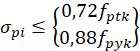 σ_pi ≤ { 0,72f_ptk
0,88f_pyk